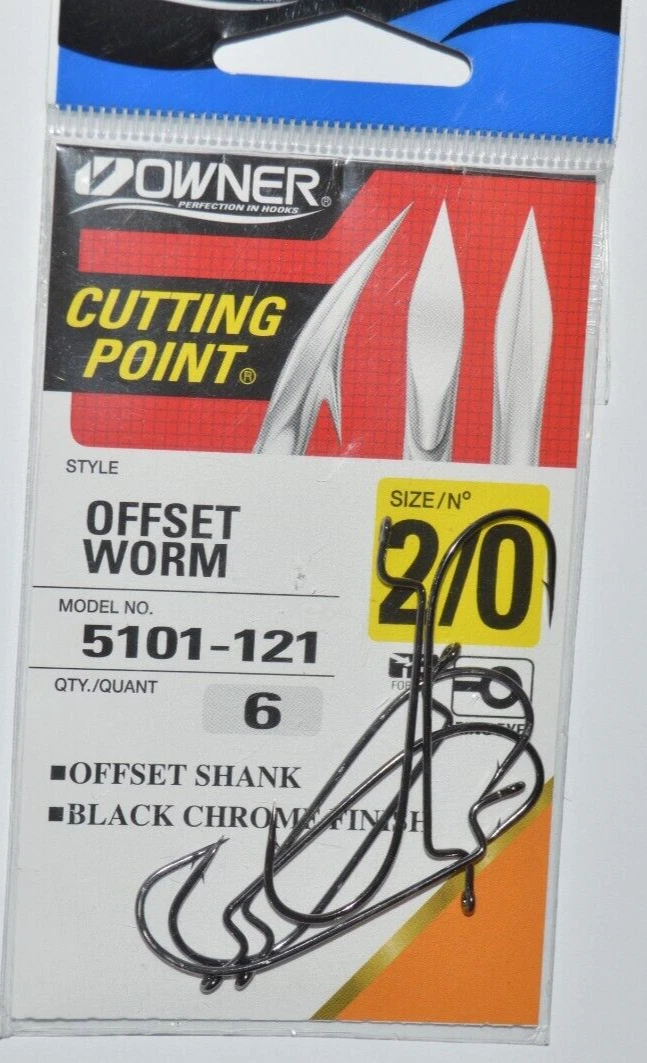 OWNER®
PERFECTION IN HOOKS
CUTTING
POINT®
STYLE
OFFSET
WORM
SIZE/Nº
2/0
MODEL NO.
5101-121
QTY./QUANT
6
■OFFSET SHANK
■BLACK CHROME FINISH